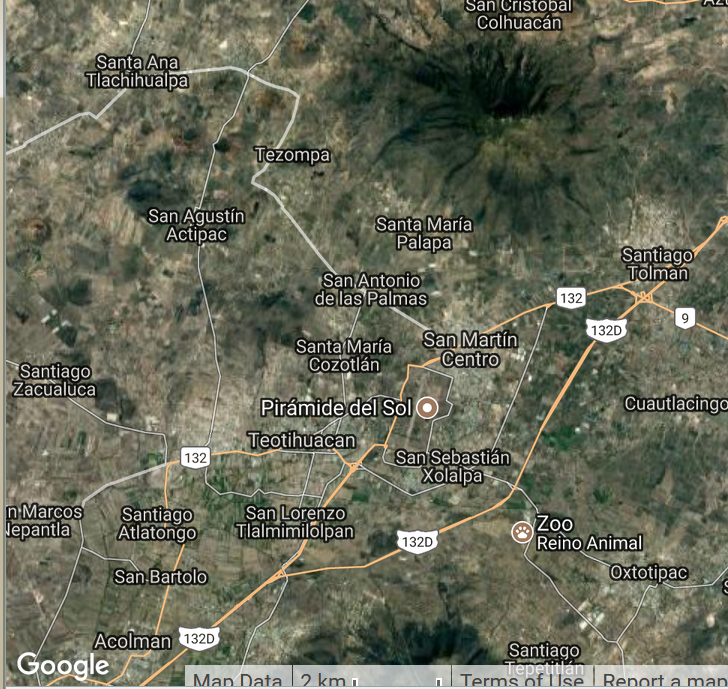 San Cristóbal
Colhuacán
Santa Ana
Tlachihualpa
Tezompa
San Agustín
Actipac
Santa María
Palapa
Santiago
Tolman
San Antonio
de las Palmas
132
9
132D
San Martín
Centro
Santa María
Cozotlán
Santiago
Zacualuca
Pirámide del Sol
Cuautlacingo
Teotihuacan
132
San Sebastián
Xolalpa
n Marcos
Nepantla
Santiago
Atlatongo
San Lorenzo
Tlalmimilolpan
Zoo
Reino Animal
132D
San Bartolo
Oxtotipac
Acolman
132D
Santiago
Tepetitlán
Google
Map Data
2 km
Terms of Use
Report a map